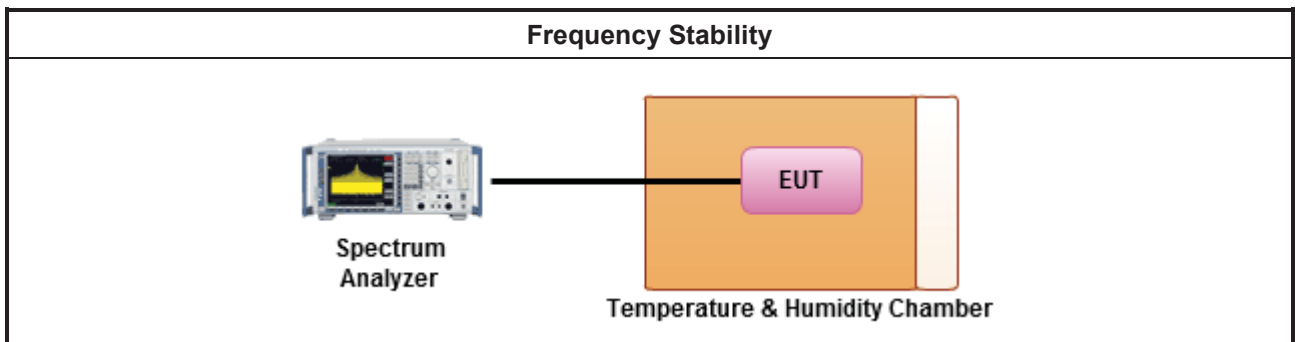 Frequency Stability
EUT
Spectrum
Analyzer
Temperature & Humidity Chamber